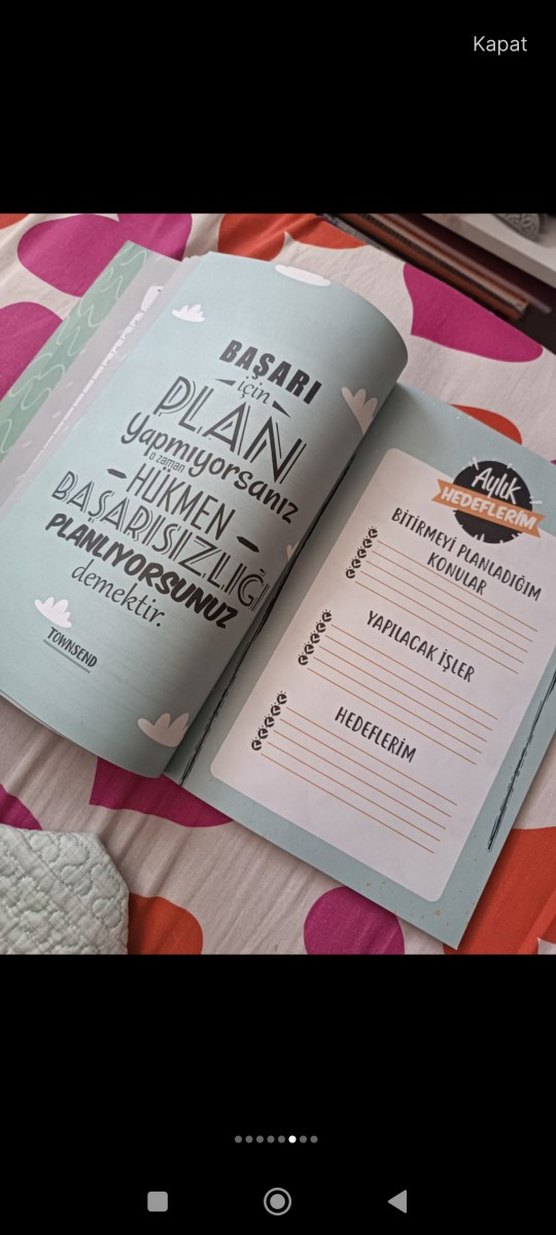 Kapat
BAŞARI
için
PLAN
Yapmıyorsanız
o zaman
HÜKMEN
BAŞARISIZLIĞI
PLANLIYORSUNUZ
demektir.
TOWNSEND
Aylık
HEDEFLERİM
BİTİRMEYİ PLANLADIĞIM
KONULAR
YAPILACAK İŞLER
HEDEFLERİM